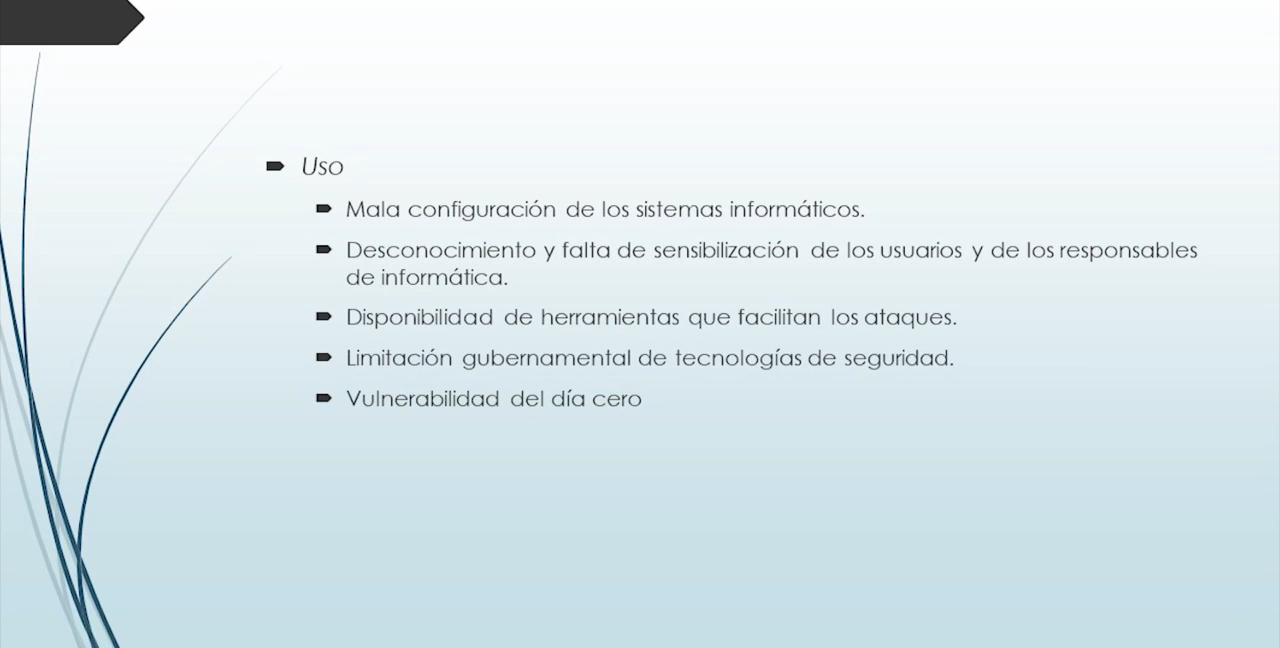 Uso
Mala configuración de los sistemas informáticos.
Desconocimiento y falta de sensibilización de los usuarios y de los responsables
de informática.
Disponibilidad de herramientas que facilitan los ataques.
Limitación gubernamental de tecnologías de seguridad.
Vulnerabilidad del día cero